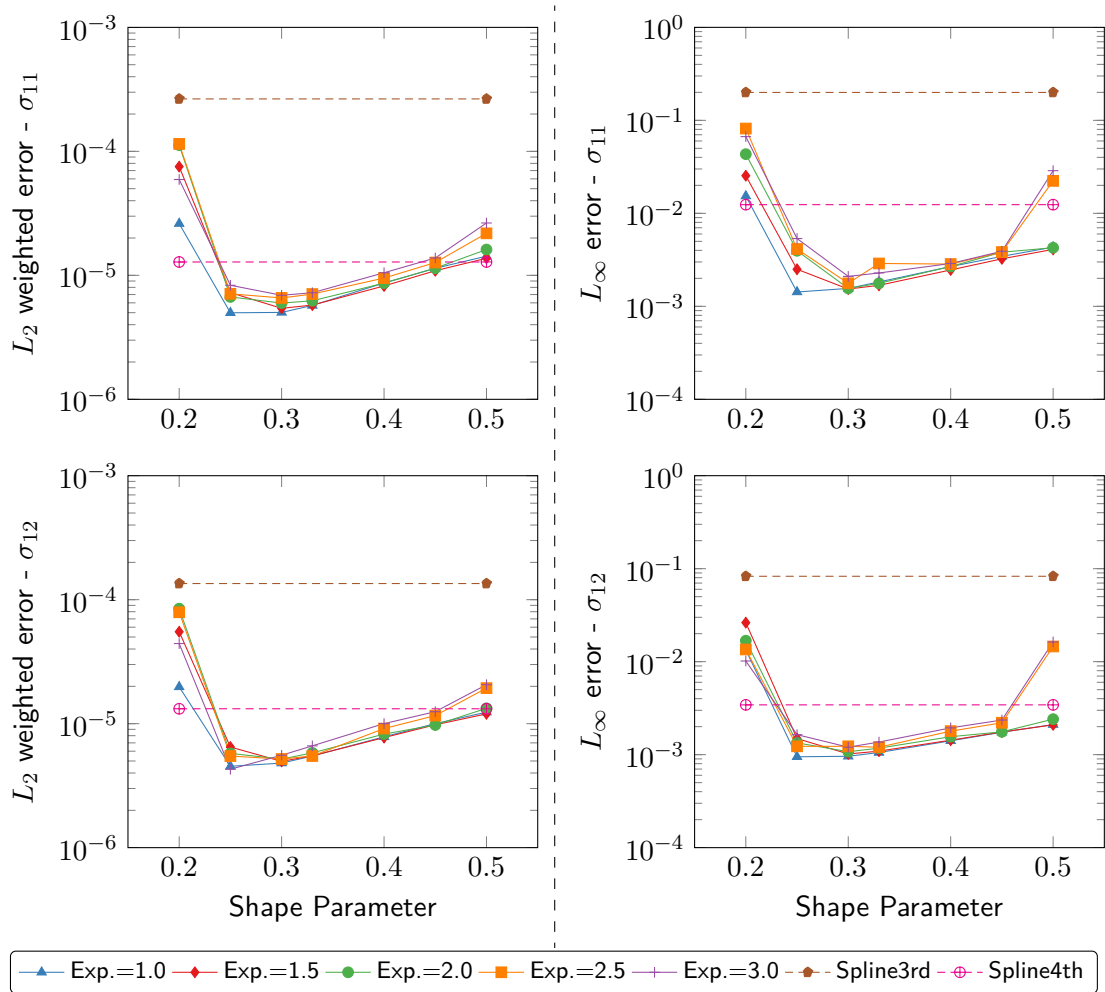 10⁻³
10⁻⁴
10⁻⁵
10⁻⁶
0.2 0.3 0.4 0.5
L₂ weighted error - σ₁₁
10⁰
10⁻¹
10⁻²
10⁻³
10⁻⁴
0.2 0.3 0.4 0.5
L∞ error - σ₁₁
10⁻³
10⁻⁴
10⁻⁵
10⁻⁶
0.2 0.3 0.4 0.5
Shape Parameter
L₂ weighted error - σ₁₂
10⁰
10⁻¹
10⁻²
10⁻³
10⁻⁴
0.2 0.3 0.4 0.5
Shape Parameter
L∞ error - σ₁₂
Exp.=1.0 Exp.=1.5 Exp.=2.0 Exp.=2.5 Exp.=3.0 Spline3rd Spline4th